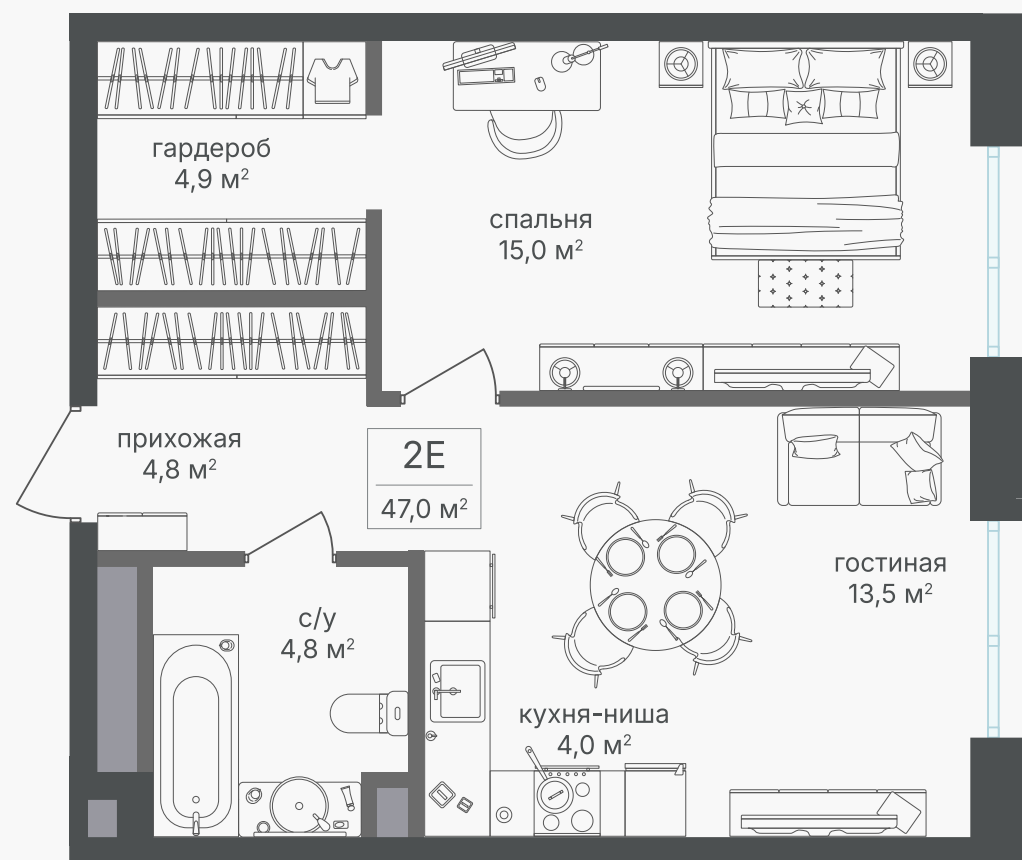 гардероб
4,9 м²
спальня
15,0 м²
прихожая
4,8 м²
2Е
47,0 м²
гостиная
13,5 м²
с/у
4,8 м²
кухня-ниша
4,0 м²